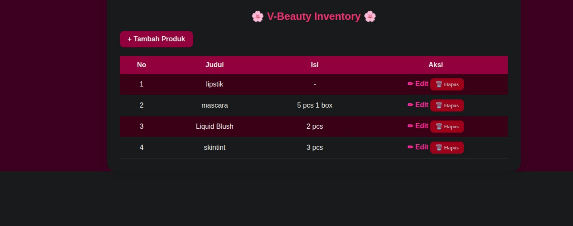 🌸 V-Beauty Inventory 🌸
+ Tambah Produk
No Judul Isi Aksi
1 lipstik - ✏ Edit 🗑 Hapus
2 mascara 5 pcs 1 box ✏ Edit 🗑 Hapus
3 Liquid Blush 2 pcs ✏ Edit 🗑 Hapus
4 skintint 3 pcs ✏ Edit 🗑 Hapus